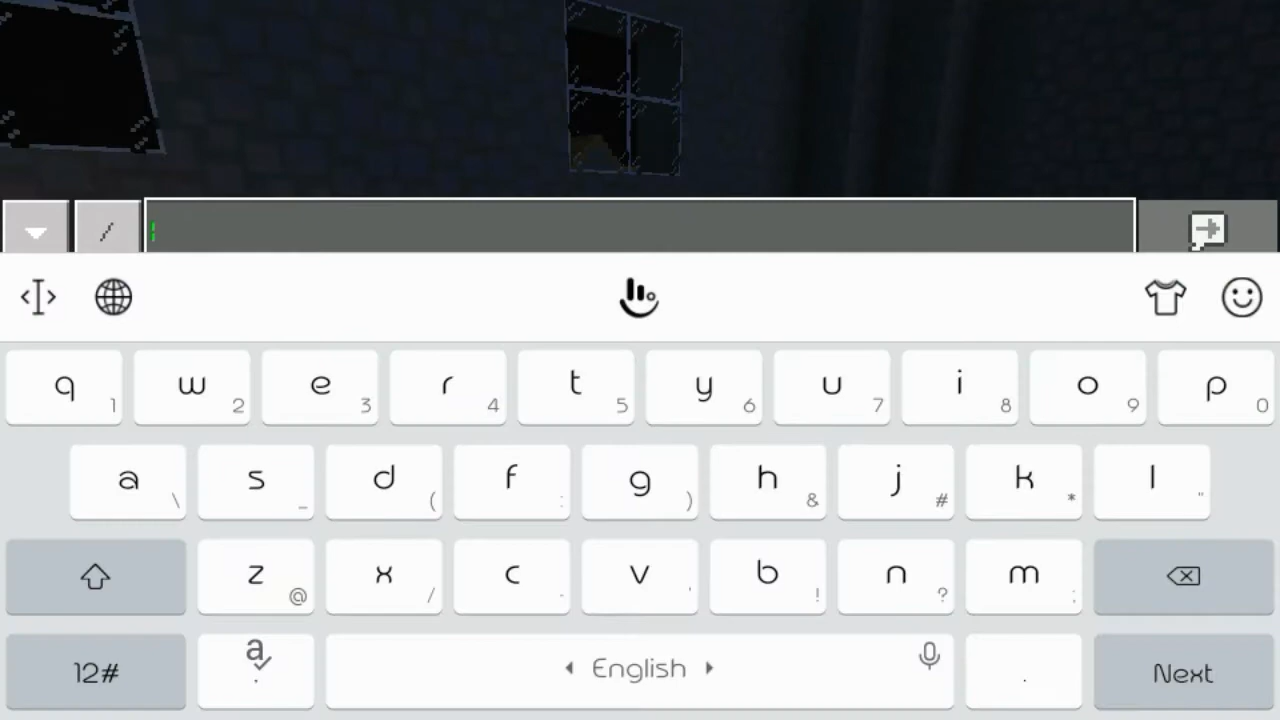 /
q 1 w 2 e 3 r 4 t 5 y 6 u 7 i 8 o 9 p 0
a \ s _ d ( f : g ) h & j # k * l "
z @ x / c - v ' b ! n ? m ;
12# a . English . Next